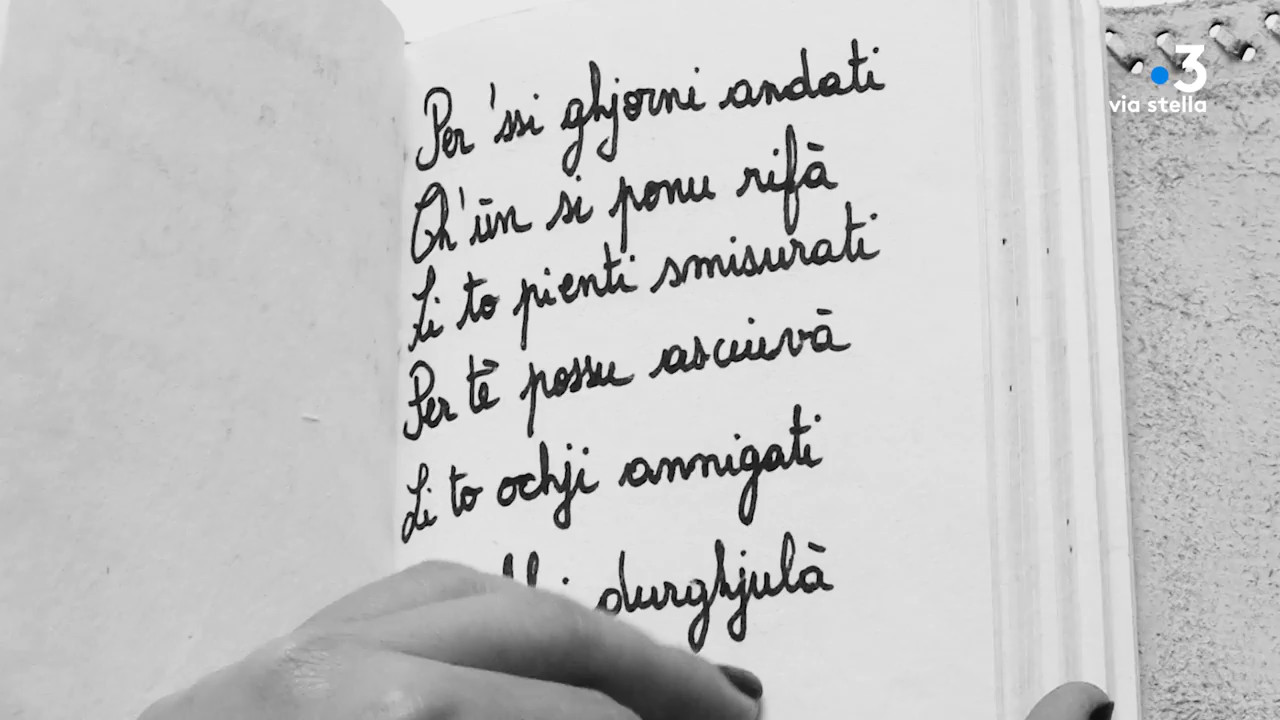 Per 'ssi ghjorni andati
Ch'ùn si ponu rifà
Li to pienti smisurati
Per tè possu asciuvà
Li to ochji annigati
durghjulà
3
via stella